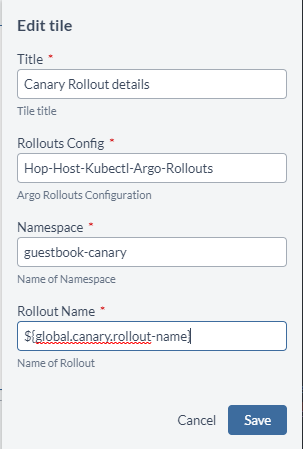 Edit tile
Title *
Canary Rollout details
Tile title
Rollouts Config *
Hop-Host-Kubectl-Argo-Rollouts
Argo Rollouts Configuration
Namespace *
guestbook-canary
Name of Namespace
Rollout Name *
${global.canary.rollout-name}
Name of Rollout
Cancel Save